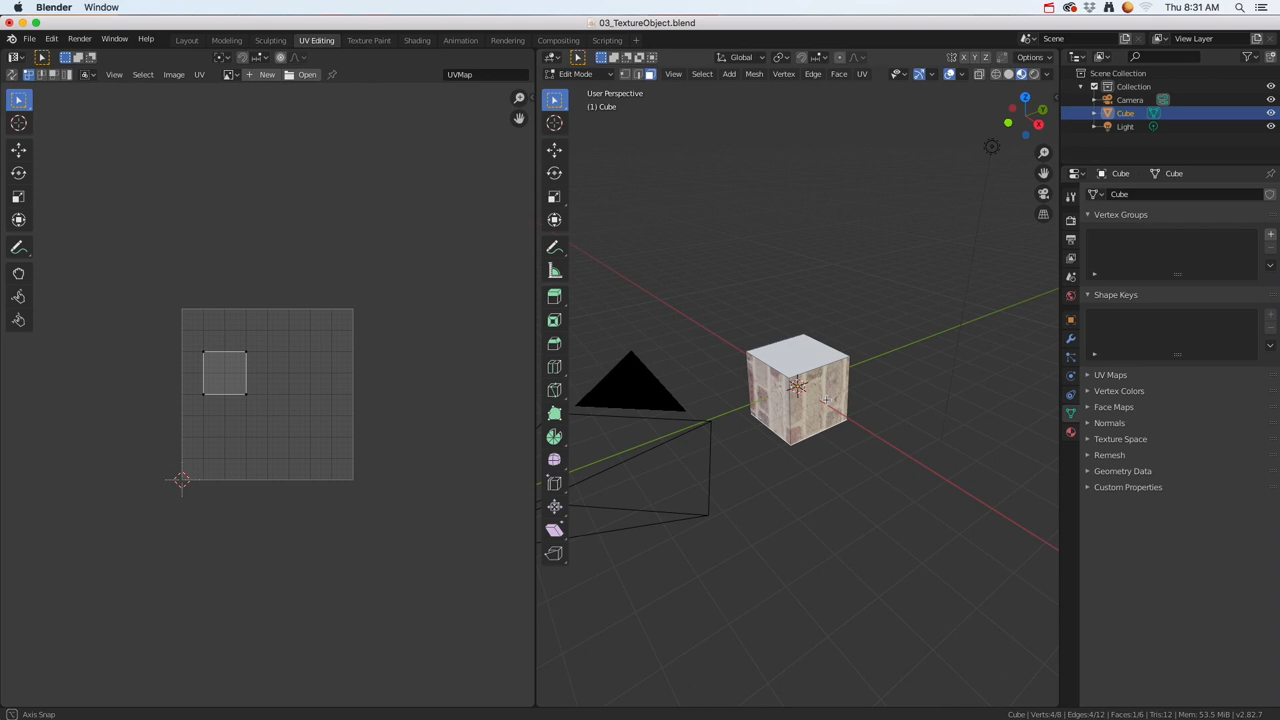 Blender Window Thu 8:31 AM
03_TextureObject.blend
File Edit Render Window Help Layout Modeling Sculpting UV Editing Texture Paint Shading Animation Rendering Compositing Scripting + Scene View Layer
Global Options
View Select Image UV New Open UVMap Edit Mode View Select Add Mesh Vertex Edge Face UV
X Y Z
Scene Collection
Collection
Camera
Cube
Light
User Perspective
(1) Cube
Z
Y
X
Cube Cube
Cube
Vertex Groups
Shape Keys
UV Maps
Vertex Colors
Face Maps
Normals
Texture Space
Remesh
Geometry Data
Custom Properties
Axis Snap Cube | Verts:4/8 | Edges:4/12 | Faces:1/6 | Tris:12 | Mem: 53.5 MiB | v2.82.7